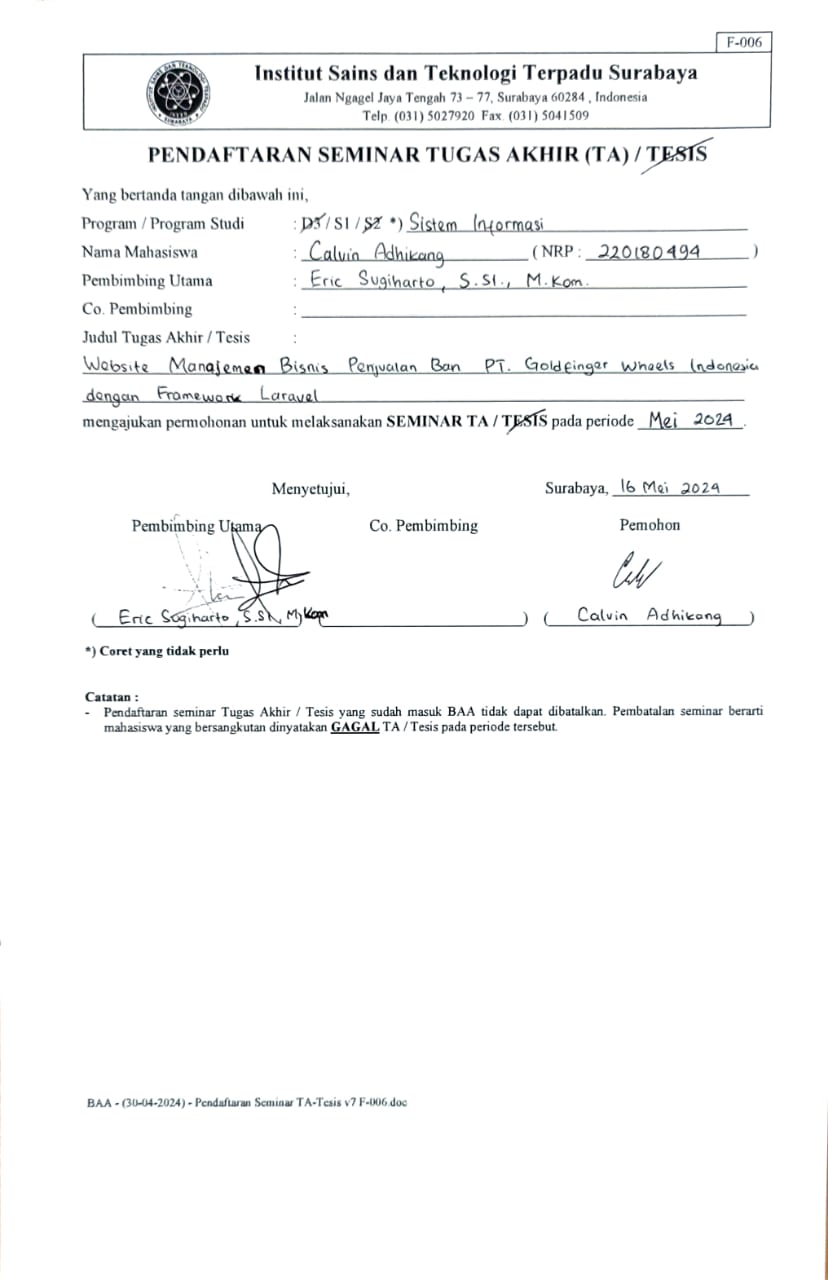 F-006
Institut Sains dan Teknologi Terpadu Surabaya
Jalan Ngagel Jaya Tengah 73 – 77, Surabaya 60284 , Indonesia
Telp. (031) 5027920 Fax. (031) 5041509
PENDAFTARAN SEMINAR TUGAS AKHIR (TA) / TESIS
Yang bertanda tangan dibawah ini,
Program / Program Studi : D3 / S1 / S2 *) Sistem Informasi
Nama Mahasiswa : Calvin Adhikang ( NRP : 220180494 )
Pembimbing Utama : Eric Sugiharto, S.SI., M.Kom.
Co. Pembimbing :
Judul Tugas Akhir / Tesis :
Website Manajemen Bisnis Penjualan Ban PT. Goldfinger Wheels Indonesia
dengan Framework Laravel
mengajukan permohonan untuk melaksanakan SEMINAR TA / TESIS pada periode Mei 2024 .
Menyetujui, Surabaya, 16 Mei 2024
Pembimbing Utama Co. Pembimbing Pemohon
( Eric Sugiharto, S.SI., M.Kom ) ( Calvin Adhikang )
*) Coret yang tidak perlu
Catatan :
- Pendaftaran seminar Tugas Akhir / Tesis yang sudah masuk BAA tidak dapat dibatalkan. Pembatalan seminar berarti
mahasiswa yang bersangkutan dinyatakan GAGAL TA / Tesis pada periode tersebut.
BAA - (30-04-2024) - Pendaftaran Seminar TA-Tesis v7 F-006.doc